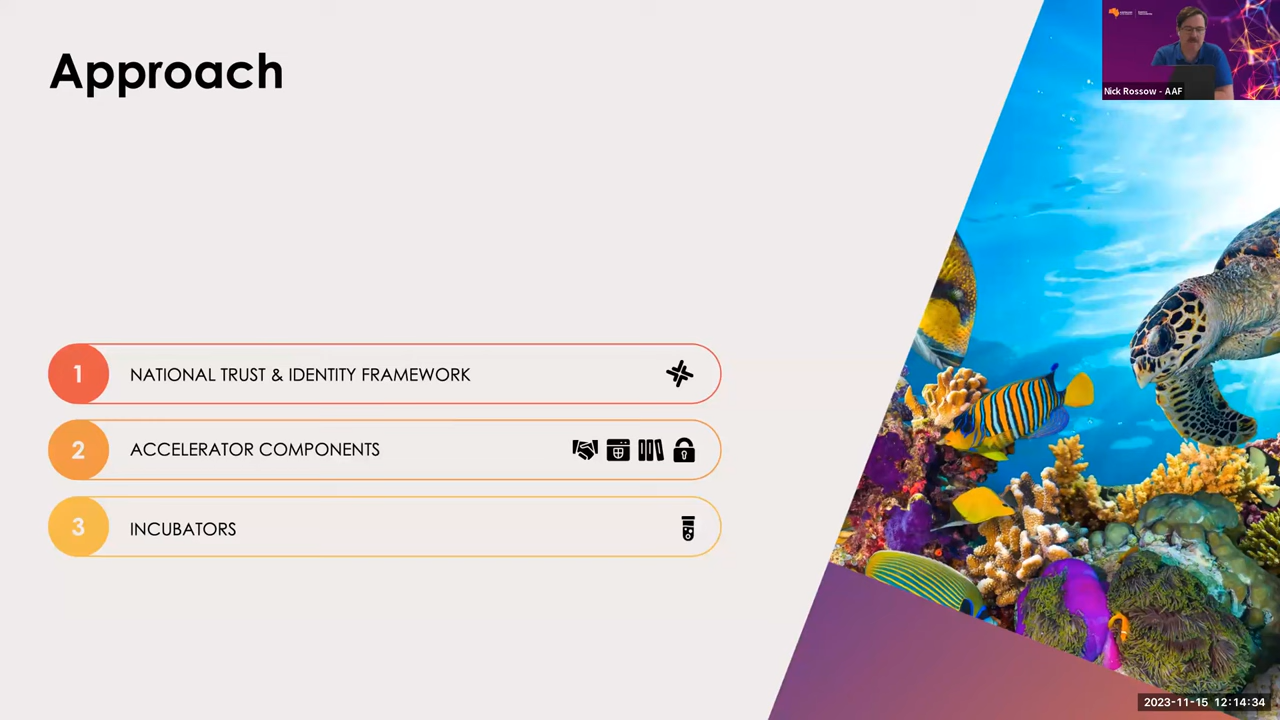 Approach
Nick Rossow - AAF
1 NATIONAL TRUST & IDENTITY FRAMEWORK
2 ACCELERATOR COMPONENTS
3 INCUBATORS
2023-11-15 12:14:34